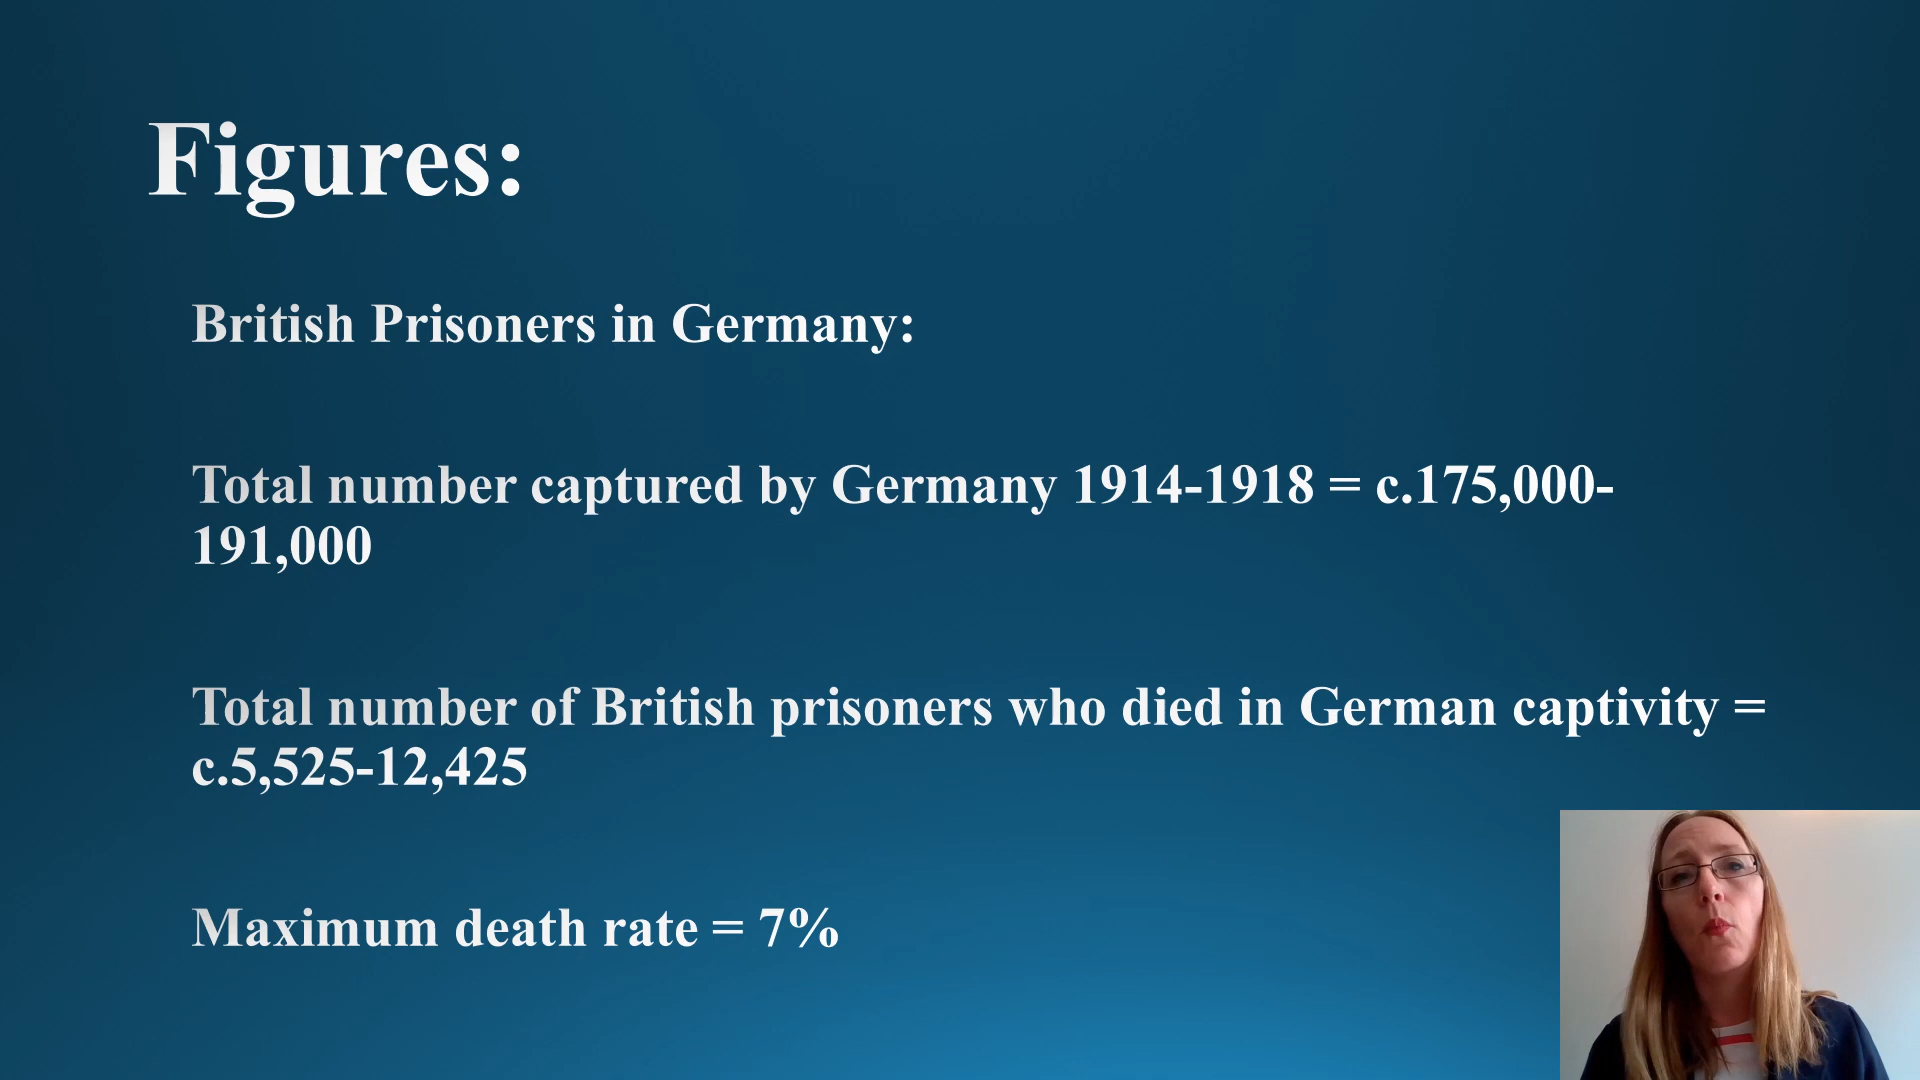 Figures:
British Prisoners in Germany:
Total number captured by Germany 1914-1918 = c.175,000-
191,000
Total number of British prisoners who died in German captivity =
c.5,525-12,425
Maximum death rate = 7%